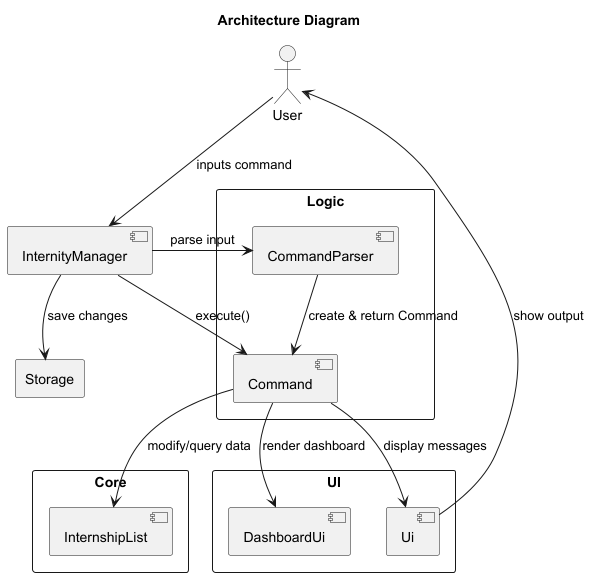 Architecture Diagram
User
inputs command
Logic
InternityManager
parse input
CommandParser
save changes
execute()
create & return Command
show output
Storage
Command
modify/query data
render dashboard
display messages
Core
UI
InternshipList
DashboardUi
Ui